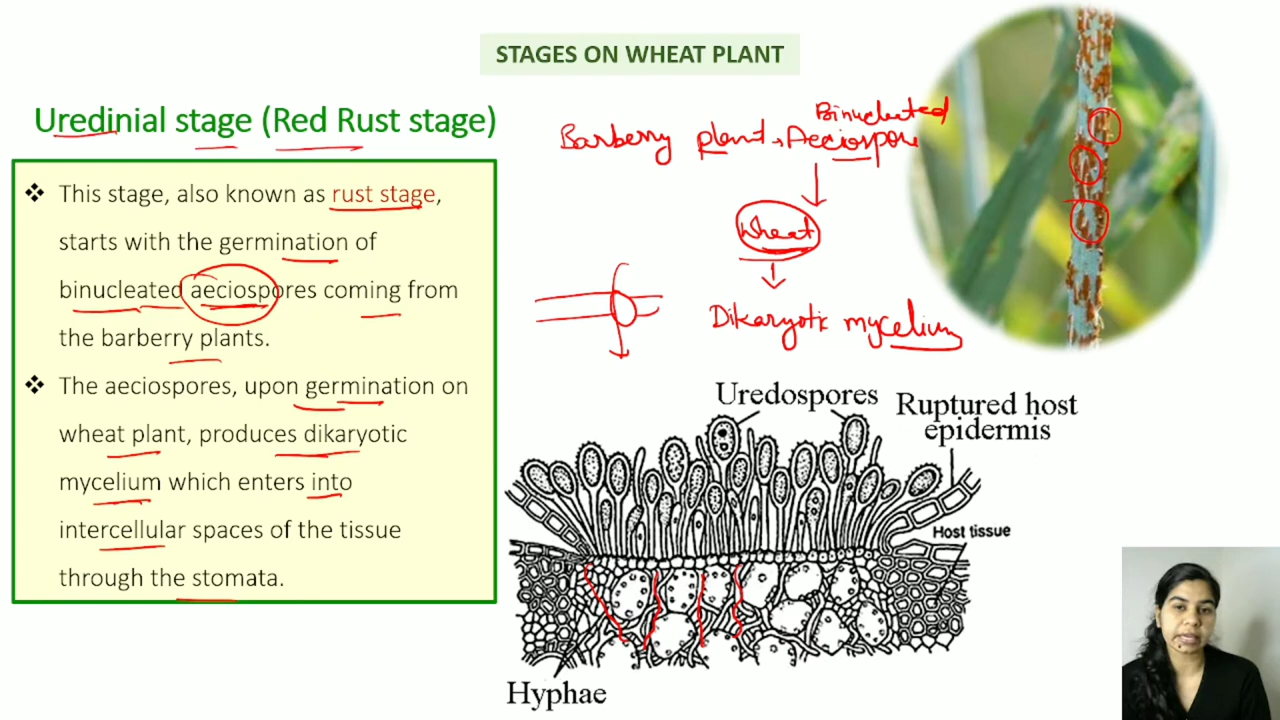 STAGES ON WHEAT PLANT
Uredinial stage (Red Rust stage)
❖ This stage, also known as rust stage,
starts with the germination of
binucleated aeciospores coming from
the barberry plants.
❖ The aeciospores, upon germination on
wheat plant, produces dikaryotic
mycelium which enters into
intercellular spaces of the tissue
through the stomata.
Binucleated
Barberry plant → Aeciospore
Wheat
Dikaryotic mycelium
Uredospores
Ruptured host
epidermis
Host tissue
Hyphae